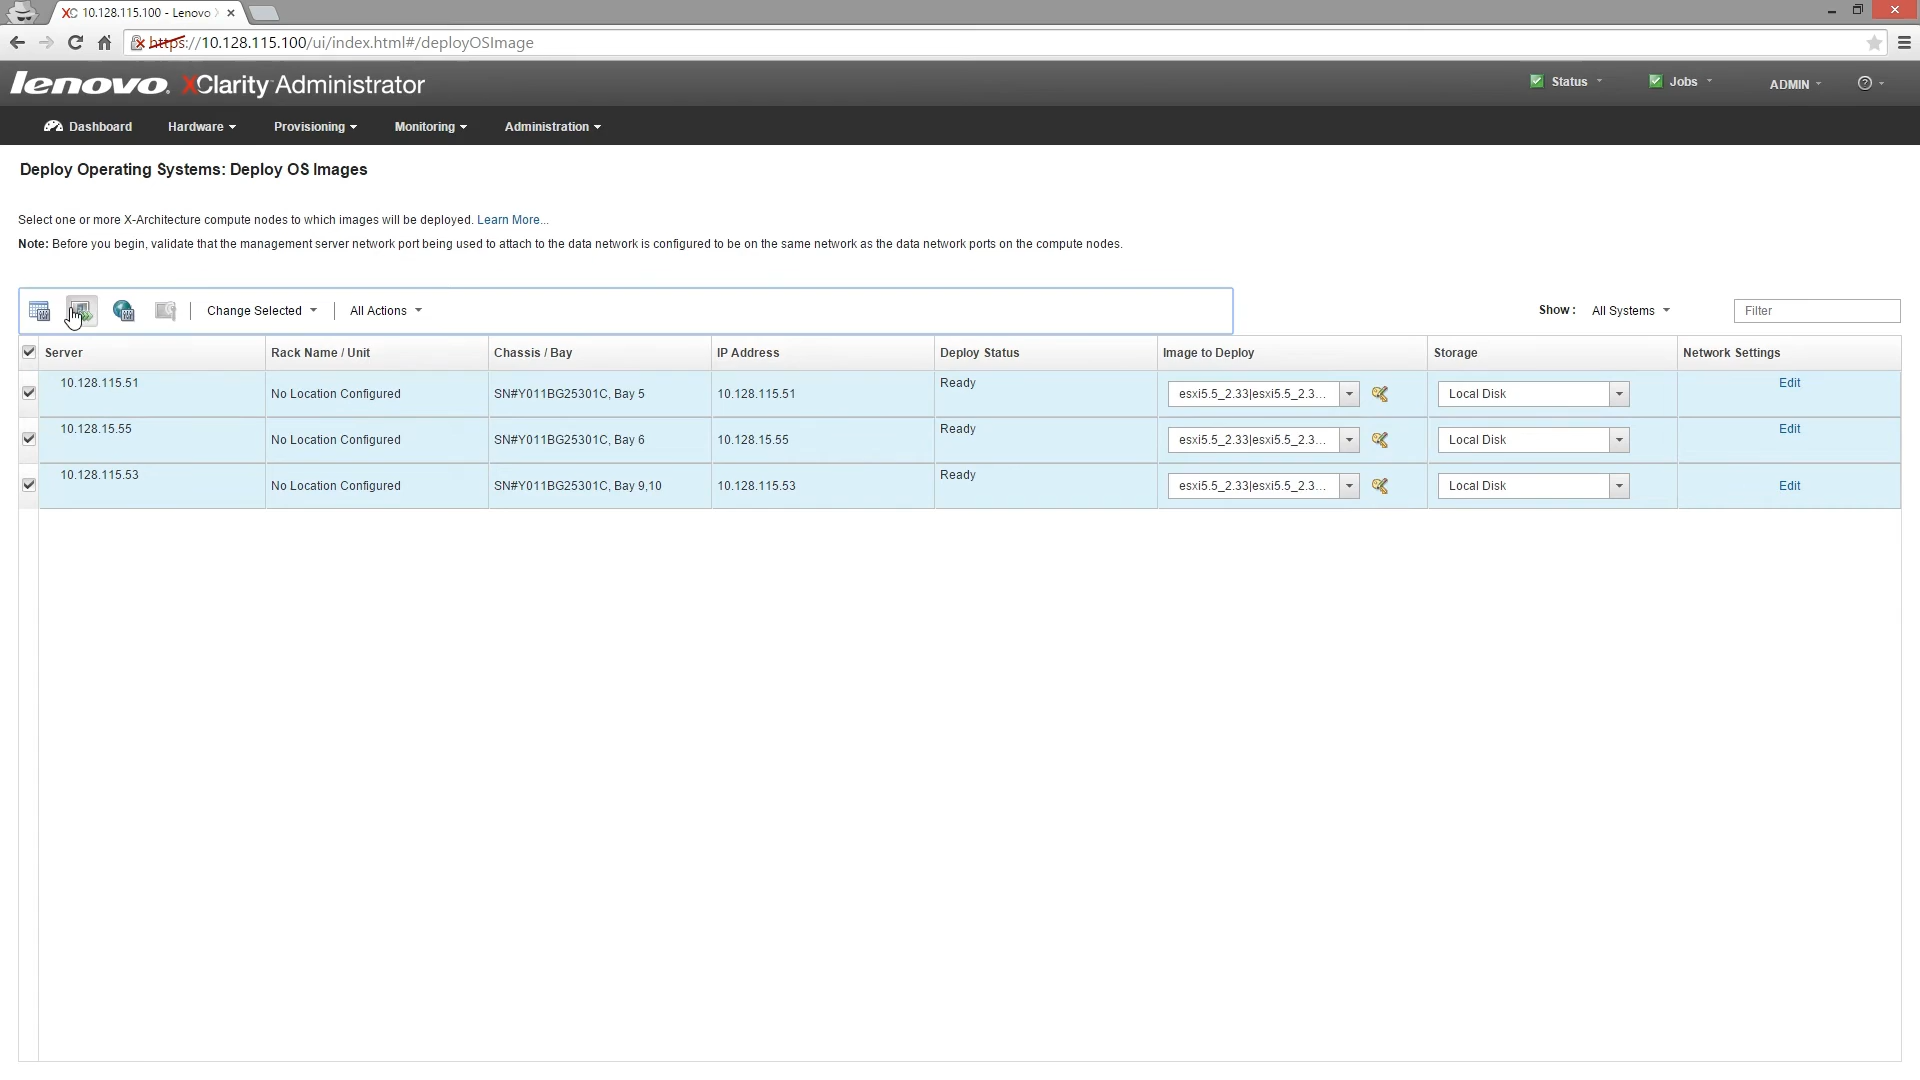 XC 10.128.115.100 - Lenovo
https://10.128.115.100/ui/index.html#/deployOSImage
lenovo. XClarity Administrator
Status
Jobs
ADMIN
Dashboard
Hardware
Provisioning
Monitoring
Administration
Deploy Operating Systems: Deploy OS Images
Select one or more X-Architecture compute nodes to which images will be deployed. Learn More...
Note: Before you begin, validate that the management server network port being used to attach to the data network is configured to be on the same network as the data network ports on the compute nodes.
Change Selected
All Actions
Show:
All Systems
Filter
Server Rack Name / Unit Chassis / Bay IP Address Deploy Status Image to Deploy Storage Network Settings
10.128.115.51 No Location Configured SN#Y011BG25301C, Bay 5 10.128.115.51 Ready esxi5.5_2.33|esxi5.5_2.3... Local Disk Edit
10.128.15.55 No Location Configured SN#Y011BG25301C, Bay 6 10.128.15.55 Ready esxi5.5_2.33|esxi5.5_2.3... Local Disk Edit
10.128.115.53 No Location Configured SN#Y011BG25301C, Bay 9,10 10.128.115.53 Ready esxi5.5_2.33|esxi5.5_2.3... Local Disk Edit